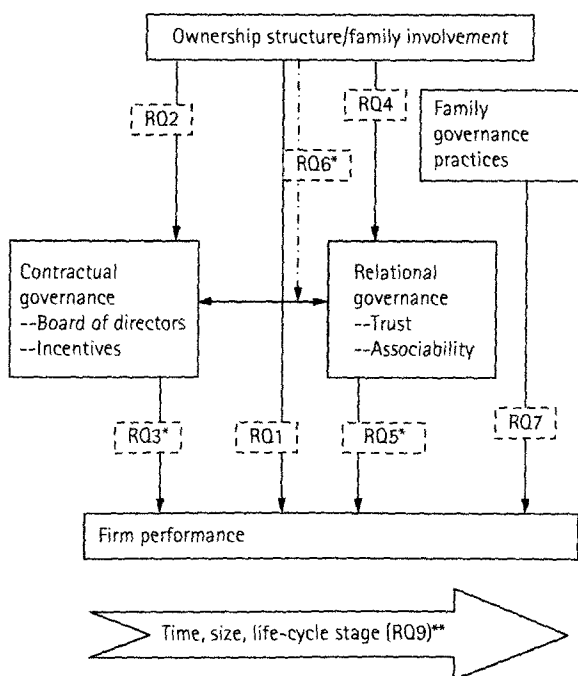 Ownership structure/family involvement
RQ2
RQ4
Family
governance
practices
RQ6*
Contractual
governance
--Board of directors
--Incentives
Relational
governance
--Trust
--Associability
RQ3*
RQ1
RQ5*
RQ7
Firm performance
Time, size, life-cycle stage (RQ9)**